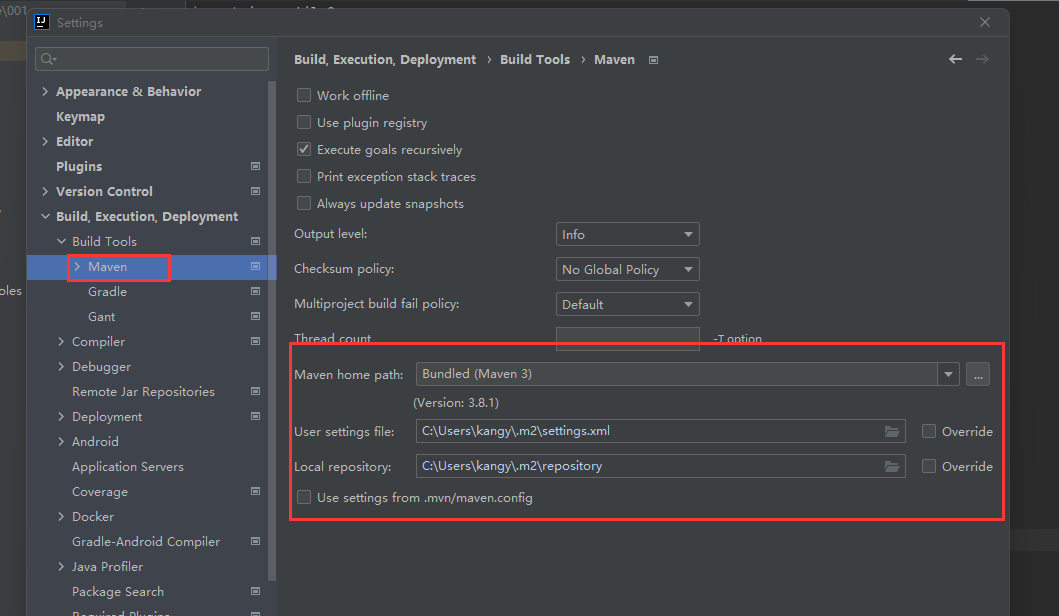 e\001
IJ
Settings
Appearance & Behavior
Keymap
Editor
Plugins
Version Control
Build, Execution, Deployment
Build Tools
Maven
Gradle
Gant
Compiler
Debugger
Remote Jar Repositories
Deployment
Android
Application Servers
Coverage
Docker
Gradle-Android Compiler
Java Profiler
Package Search
Required Plugins
oles
Build, Execution, Deployment › Build Tools › Maven
Work offline
Use plugin registry
Execute goals recursively
Print exception stack traces
Always update snapshots
Output level: Info
Checksum policy: No Global Policy
Multiproject build fail policy: Default
Thread count -T option
Maven home path: Bundled (Maven 3) ...
(Version: 3.8.1)
User settings file: C:\Users\kangy\.m2\settings.xml Override
Local repository: C:\Users\kangy\.m2\repository Override
Use settings from .mvn/maven.config